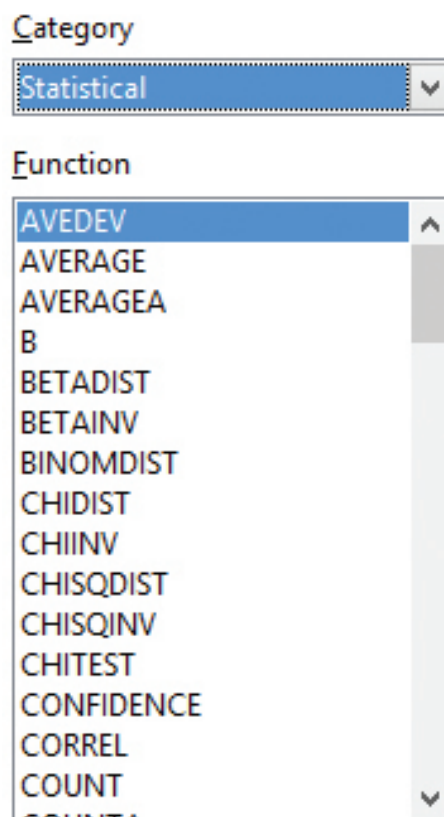 Category
Statistical
Function
AVEDEV
AVERAGE
AVERAGEA
B
BETADIST
BETAINV
BINOMDIST
CHIDIST
CHIINV
CHISQDIST
CHISQINV
CHITEST
CONFIDENCE
CORREL
COUNT